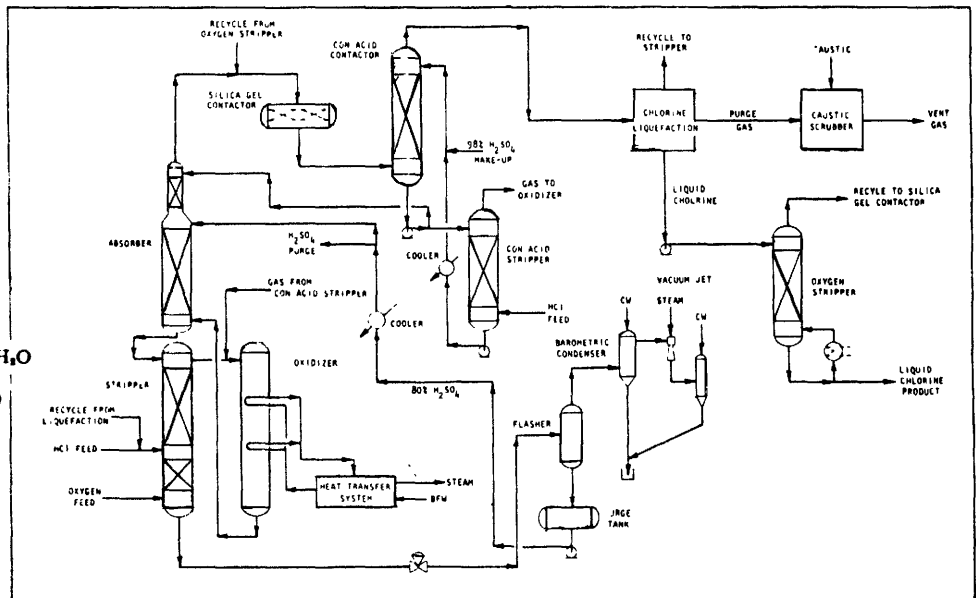 RECYCLE FROM
OXYGEN STRIPPER
CON ACID
CONTACTOR
SILICA GEL
CONTACTOR
RECYCLE TO
STRIPPER
CAUSTIC
CHLORINE
LIQUEFACTION
PURGE
GAS
CAUSTIC
SCRUBBER
VENT
GAS
98% H2SO4
MAKE-UP
GAS TO
OXIDIZER
LIQUID
CHOLRINE
RECYLE TO SILICA
GEL CONTACTOR
ABSORBER
H2SO4
PURGE
COOLER
CON ACID
STRIPPER
OXYGEN
STRIPPER
GAS FROM
CON ACID STRIPPER
COOLER
HCl
FEED
VACUUM JET
CW
STEAM
CW
H2O
OXIDIZER
BAROMETRIC
CONDENSER
STRIPPER
80% H2SO4
LIQUID
CHLORINE
PRODUCT
RECYCLE FROM
LIQUEFACTION
FLASHER
HCl FEED
OXYGEN
FEED
HEAT TRANSFER
SYSTEM
STEAM
BFW
TANK